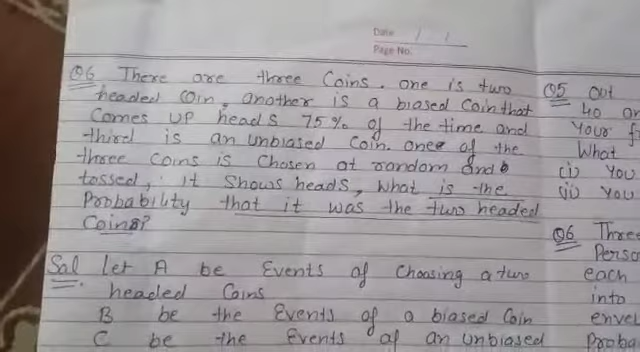 Date / /
Page No.
Q6 There are three Coins. one is two
headed coin, another is a biased Coin that
Comes up heads 75% of the time and
third is an unbiased Coin. one of the
three coins is chosen at random and
tossed, it shows heads, what is the
Probability that it was the two headed
Coins?
Sol Let A be Events of choosing a two
headed Coins
B be the Events of a biased Coin
C be the Events of an unbiased
Q5 Out
40 an
Your f
What
(i) You
(ii) You
Q6 Three
Perso
each
into
envel
Proba